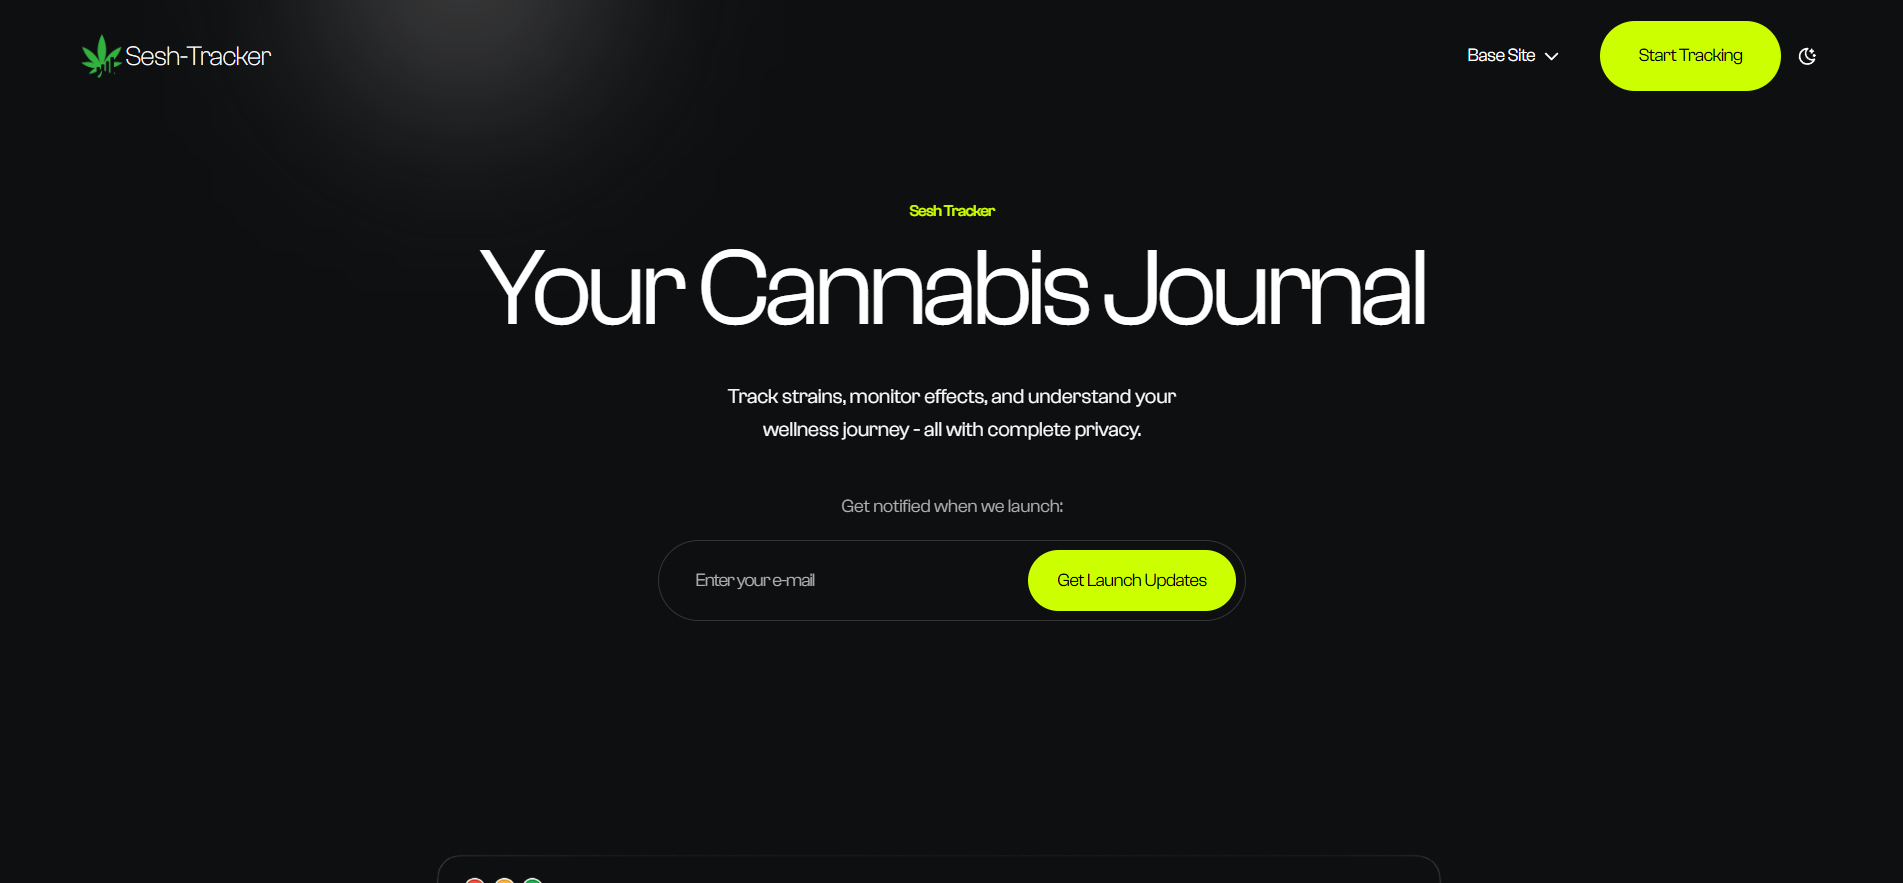 Sesh-Tracker
Base Site
Start Tracking
Sesh Tracker
Your Cannabis Journal
Track strains, monitor effects, and understand your
wellness journey - all with complete privacy.
Get notified when we launch:
Enter your e-mail
Get Launch Updates